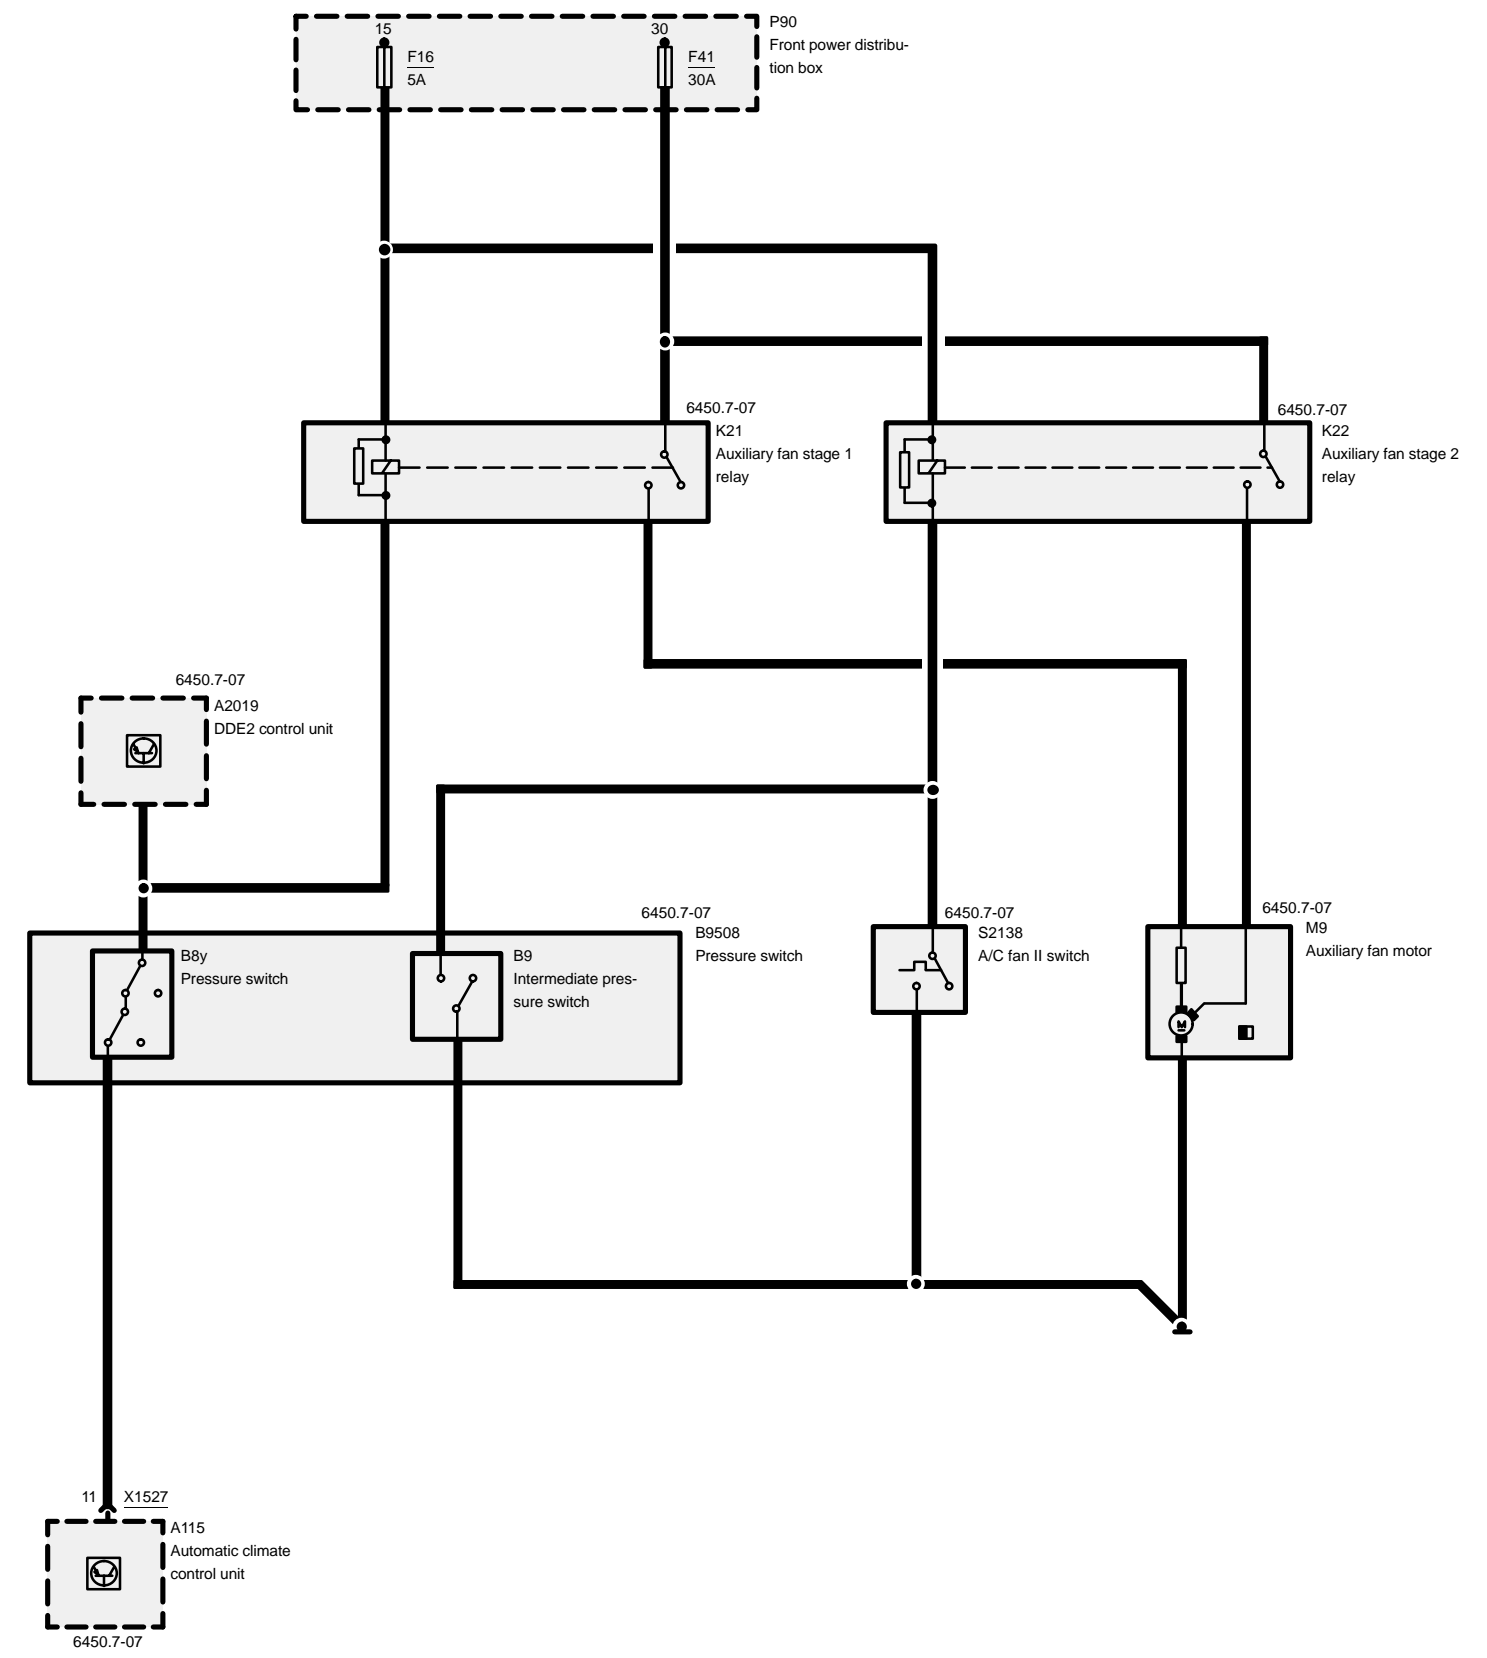 P90
15
30
Front power distribu-
F16
F41
tion box
5A
30A
6450.7-07
K21
Auxiliary fan stage 1
relay
6450.7-07
K22
Auxiliary fan stage 2
relay
6450.7-07
A2019
DDE2 control unit
6450.7-07
B9508
Pressure switch
B8y
Pressure switch
B9
Intermediate pres-
sure switch
6450.7-07
S2138
A/C fan II switch
6450.7-07
M9
Auxiliary fan motor
M
11
X1527
A115
Automatic climate
control unit
6450.7-07